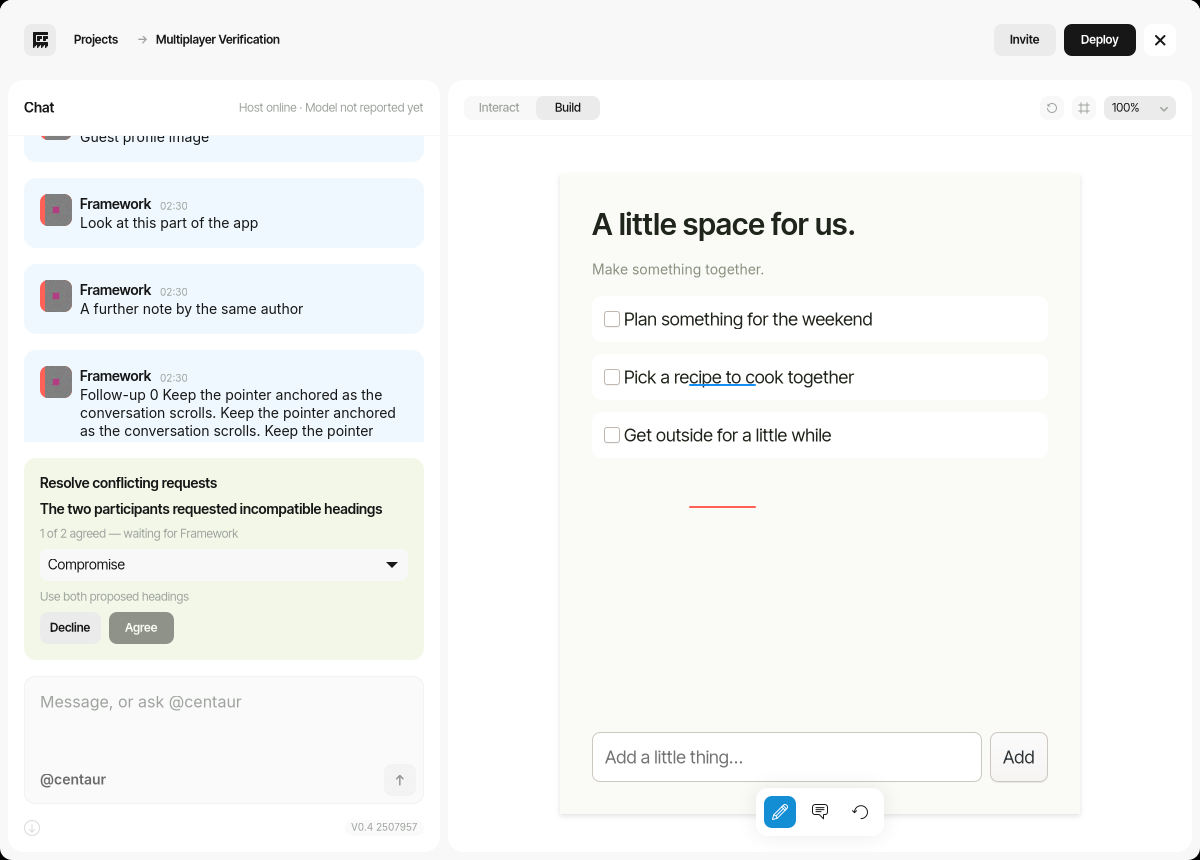 Projects → Multiplayer Verification
Invite
Deploy
Chat
Host online · Model not reported yet
Guest profile image
Framework 02:30
Look at this part of the app
Framework 02:30
A further note by the same author
Framework 02:30
Follow-up 0 Keep the pointer anchored as the
conversation scrolls. Keep the pointer anchored
as the conversation scrolls. Keep the pointer
Resolve conflicting requests
The two participants requested incompatible headings
1 of 2 agreed — waiting for Framework
Compromise
Use both proposed headings
Decline
Agree
Message, or ask @centaur
@centaur
V0.4 2507957
Interact
Build
100%
A little space for us.
Make something together.
Plan something for the weekend
Pick a recipe to cook together
Get outside for a little while
Add a little thing...
Add